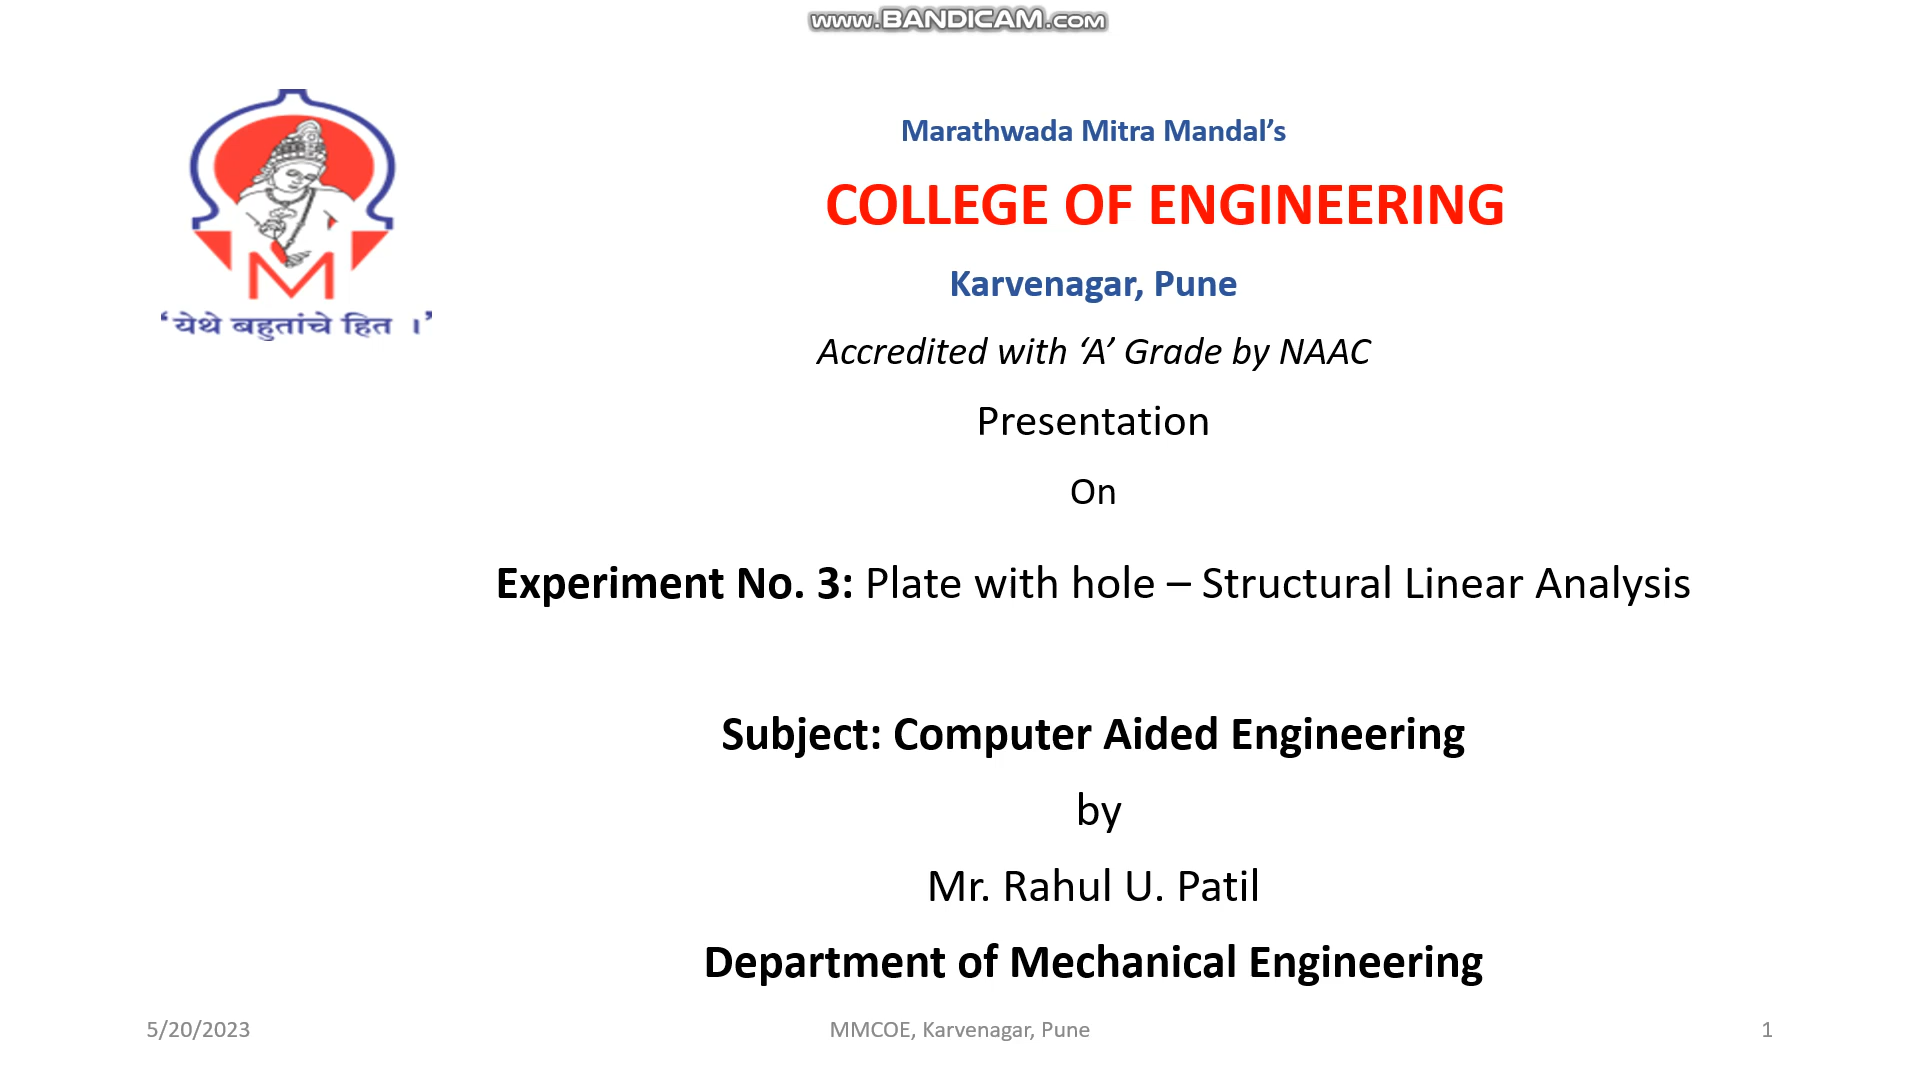 www.BANDICAM.com
Marathwada Mitra Mandal’s
COLLEGE OF ENGINEERING
Karvenagar, Pune
‘येथे बहुतांचे हित ।’
Accredited with ‘A’ Grade by NAAC
Presentation
On
Experiment No. 3: Plate with hole – Structural Linear Analysis
Subject: Computer Aided Engineering
by
Mr. Rahul U. Patil
Department of Mechanical Engineering
5/20/2023
MMCOE, Karvenagar, Pune
1